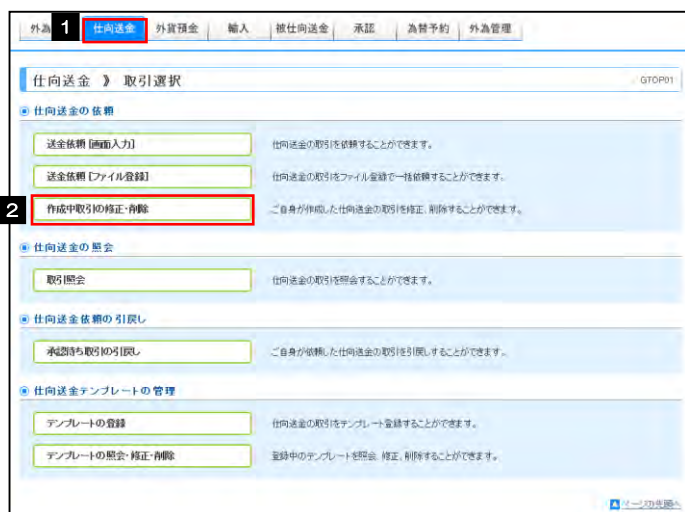 外為 1 仕向送金 外貨預金 輸入 被仕向送金 承認 為替予約 外為管理
仕向送金 》 取引選択 GTOP01
仕向送金の依頼
送金依頼 [画面入力] 仕向送金の取引を依頼することができます。
送金依頼 [ファイル登録] 仕向送金の取引をファイル登録で一括依頼することができます。
2 作成中取引の修正・削除 ご自身が作成した仕向送金の取引を修正、削除することができます。
仕向送金の照会
取引照会 仕向送金の取引を照会することができます。
仕向送金依頼の引戻し
承認待ち取引の引戻し ご自身が依頼した仕向送金の取引を引戻しすることができます。
仕向送金テンプレートの管理
テンプレートの登録 仕向送金の取引をテンプレート登録することができます。
テンプレートの照会・修正・削除 登録中のテンプレートを照会、修正、削除することができます。
ページの先頭へ